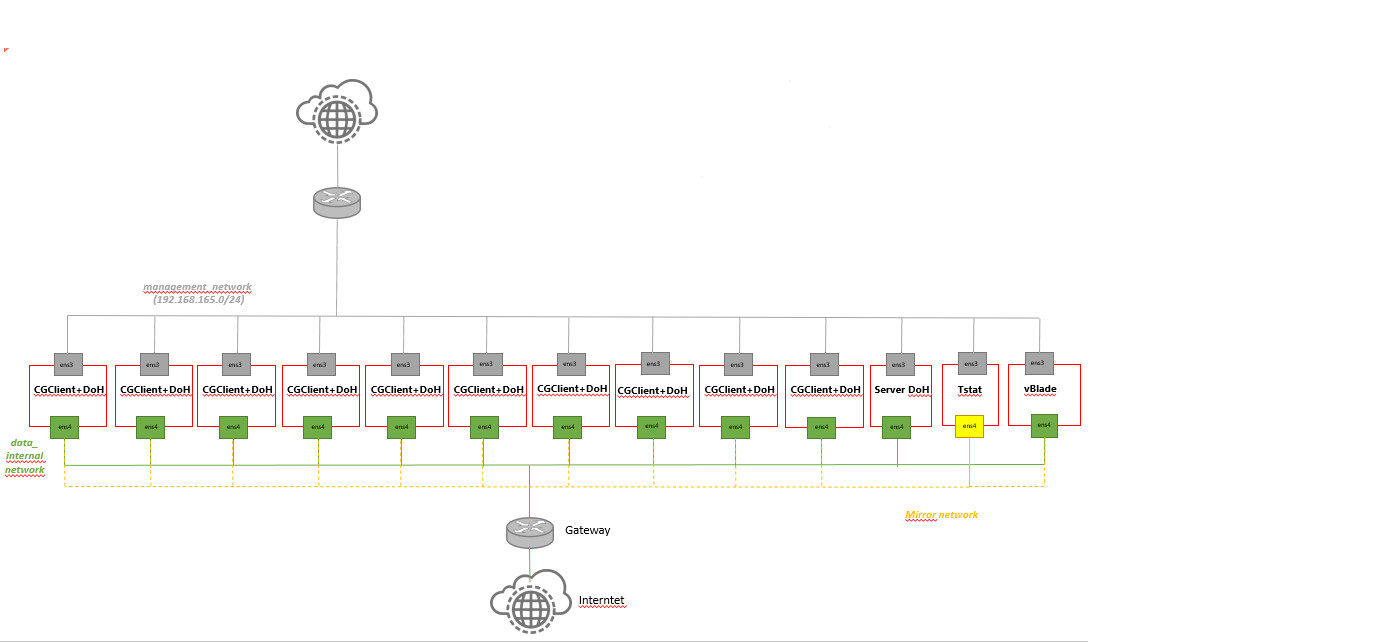 management_network
(192.168.165.0/24)
ens3 ens3 ens3 ens3 ens3 ens3 ens3 ens3 ens3 ens3 ens3 ens3 ens3
CGClient+DoH CGClient+DoH CGClient+DoH CGClient+DoH CGClient+DoH CGClient+DoH CGClient+DoH CGClient+DoH CGClient+DoH CGClient+DoH Server DoH Tstat vBlade
ens4 ens4 ens4 ens4 ens4 ens4 ens4 ens4 ens4 ens4 ens4 ens4 ens4
data_
internal
network
Mirror network
Gateway
Interntet